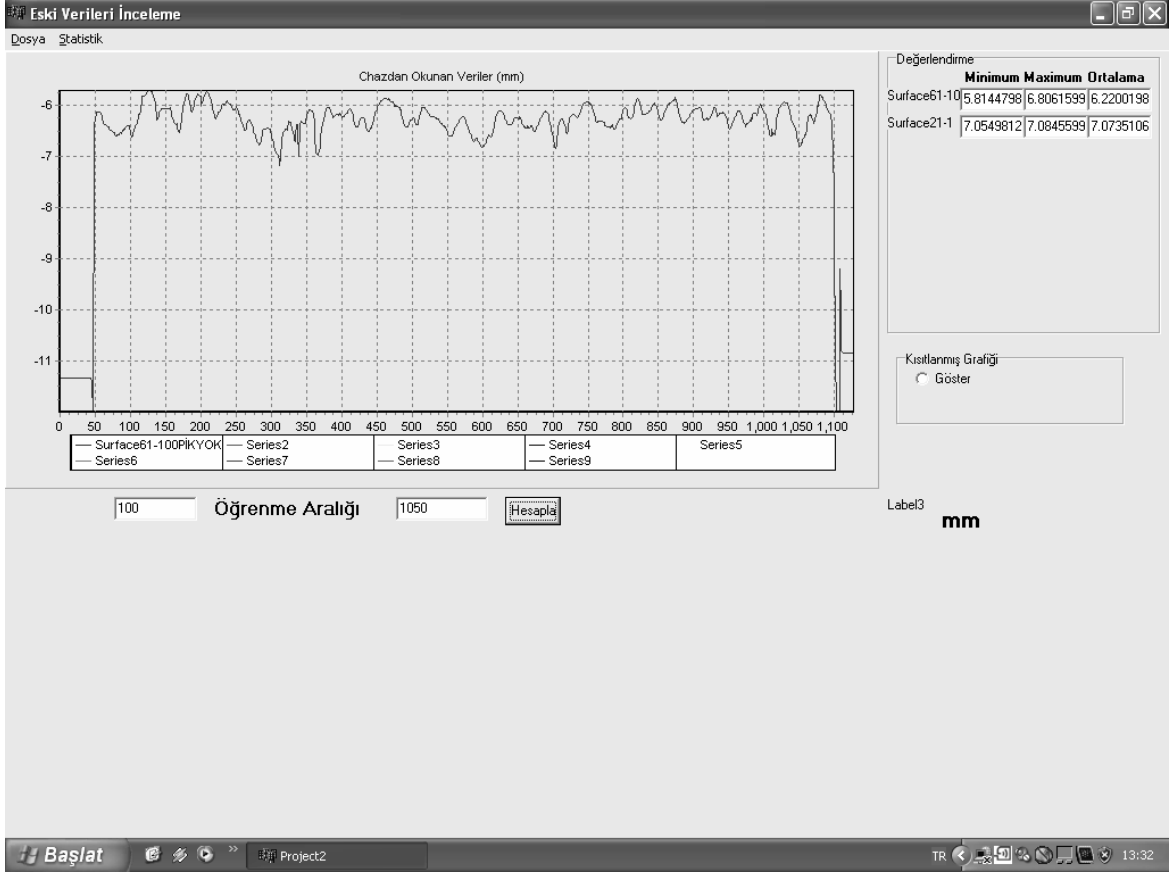 Eski Verileri İnceleme
Dosya Statistik
Chazdan Okunan Veriler (mm)
-6
-7
-8
-9
-10
-11
0 50 100 150 200 250 300 350 400 450 500 550 600 650 700 750 800 850 900 950 1,000 1,050 1,100
Surface61-100PİKYOK Series2 Series3 Series4 Series5
Series6 Series7 Series8 Series9
Değerlendirme
Minimum Maximum Ortalama
Surface61-10 5.8144798 6.8061599 6.2200198
Surface21-1 7.0549812 7.0845599 7.0735106
Kısıtlanmış Grafiği
Göster
100 Öğrenme Aralığı 1050 Hesapla
Label3
mm
Başlat » Project2 TR 13:32